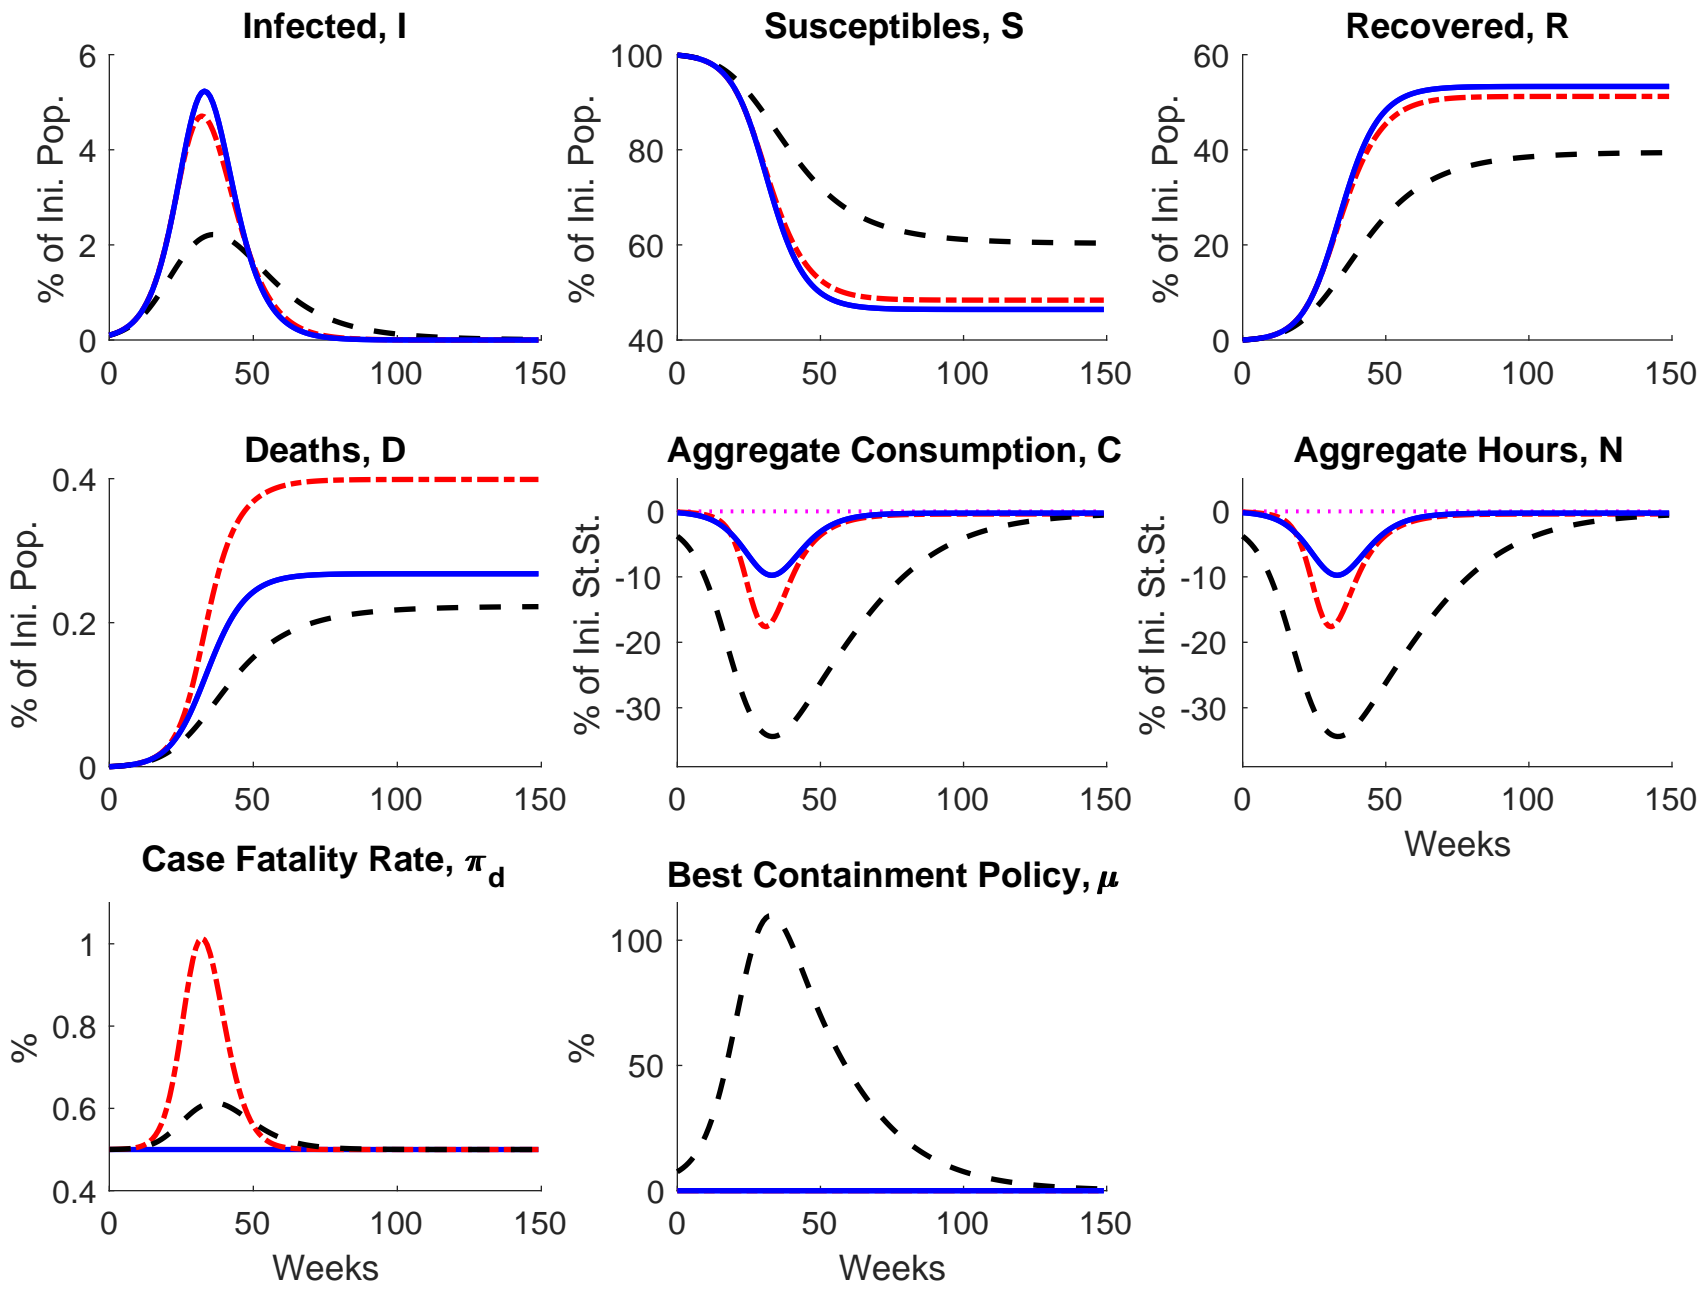 Infected, I
% of Ini. Pop.
6
4
2
0
0 50 100 150
Susceptibles, S
% of Ini. Pop.
100
80
60
40
0 50 100 150
Recovered, R
% of Ini. Pop.
60
40
20
0
0 50 100 150
Deaths, D
% of Ini. Pop.
0.4
0.2
0
0 50 100 150
Aggregate Consumption, C
% of Ini. St.St.
0
-10
-20
-30
0 50 100 150
Aggregate Hours, N
% of Ini. St.St.
0
-10
-20
-30
0 50 100 150
Weeks
Case Fatality Rate, π_d
%
1
0.8
0.6
0.4
0 50 100 150
Weeks
Best Containment Policy, μ
%
100
50
0
0 50 100 150
Weeks